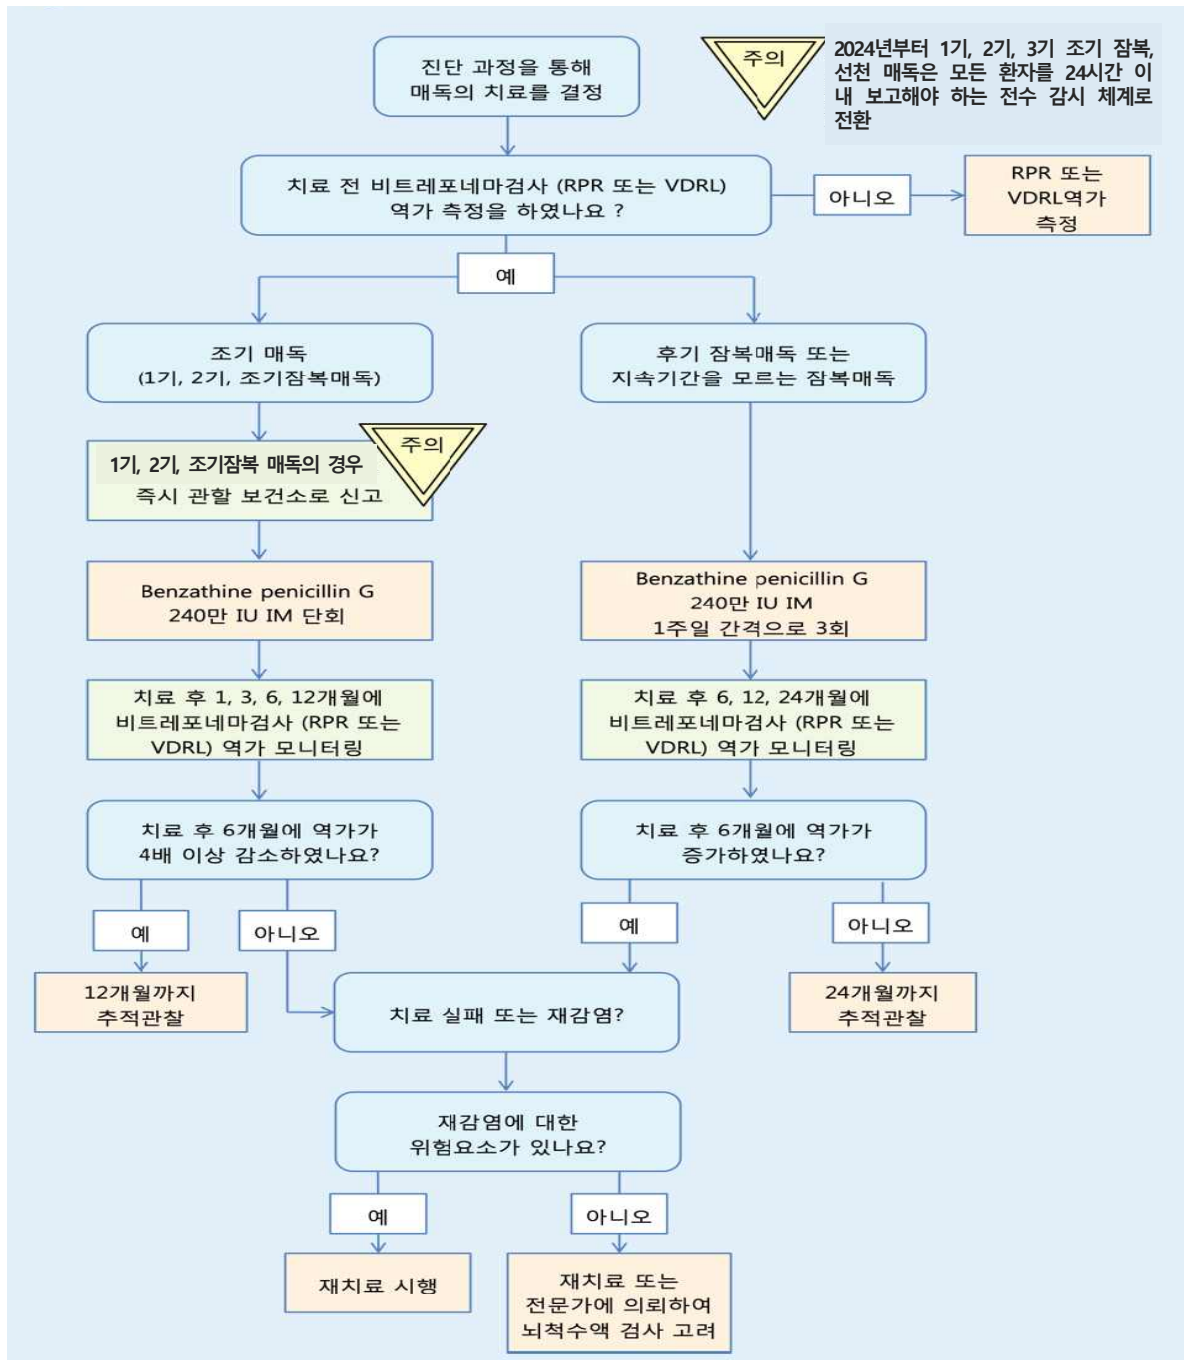 진단 과정을 통해
매독의 치료를 결정
주의
2024년부터 1기, 2기, 3기 조기 잠복,
선천 매독은 모든 환자를 24시간 이
내 보고해야 하는 전수 감시 체계로
전환
치료 전 비트레포네마검사 (RPR 또는 VDRL)
역가 측정을 하였나요 ?
아니오
RPR 또는
VDRL역가
측정
예
조기 매독
(1기, 2기, 조기잠복매독)
후기 잠복매독 또는
지속기간을 모르는 잠복매독
1기, 2기, 조기잠복 매독의 경우
즉시 관할 보건소로 신고
주의
Benzathine penicillin G
240만 IU IM 단회
Benzathine penicillin G
240만 IU IM
1주일 간격으로 3회
치료 후 1, 3, 6, 12개월에
비트레포네마검사 (RPR 또는
VDRL) 역가 모니터링
치료 후 6, 12, 24개월에
비트레포네마검사 (RPR 또는
VDRL) 역가 모니터링
치료 후 6개월에 역가가
4배 이상 감소하였나요?
치료 후 6개월에 역가가
증가하였나요?
예
아니오
예
아니오
12개월까지
추적관찰
치료 실패 또는 재감염?
24개월까지
추적관찰
재감염에 대한
위험요소가 있나요?
예
아니오
재치료 시행
재치료 또는
전문가에 의뢰하여
뇌척수액 검사 고려